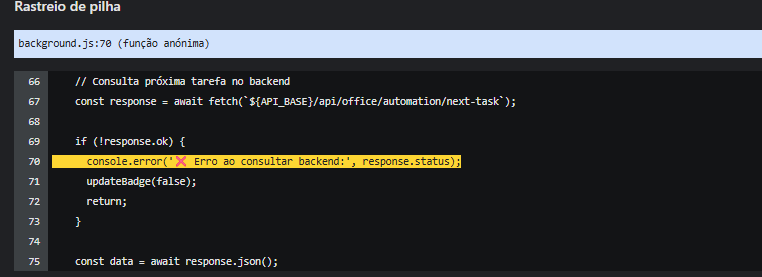 Rastreio de pilha
background.js:70 (função anónima)
66 // Consulta próxima tarefa no backend
67 const response = await fetch(`${API_BASE}/api/office/automation/next-task`);
68
69 if (!response.ok) {
70 console.error('❌ Erro ao consultar backend:', response.status);
71 updateBadge(false);
72 return;
73 }
74
75 const data = await response.json();